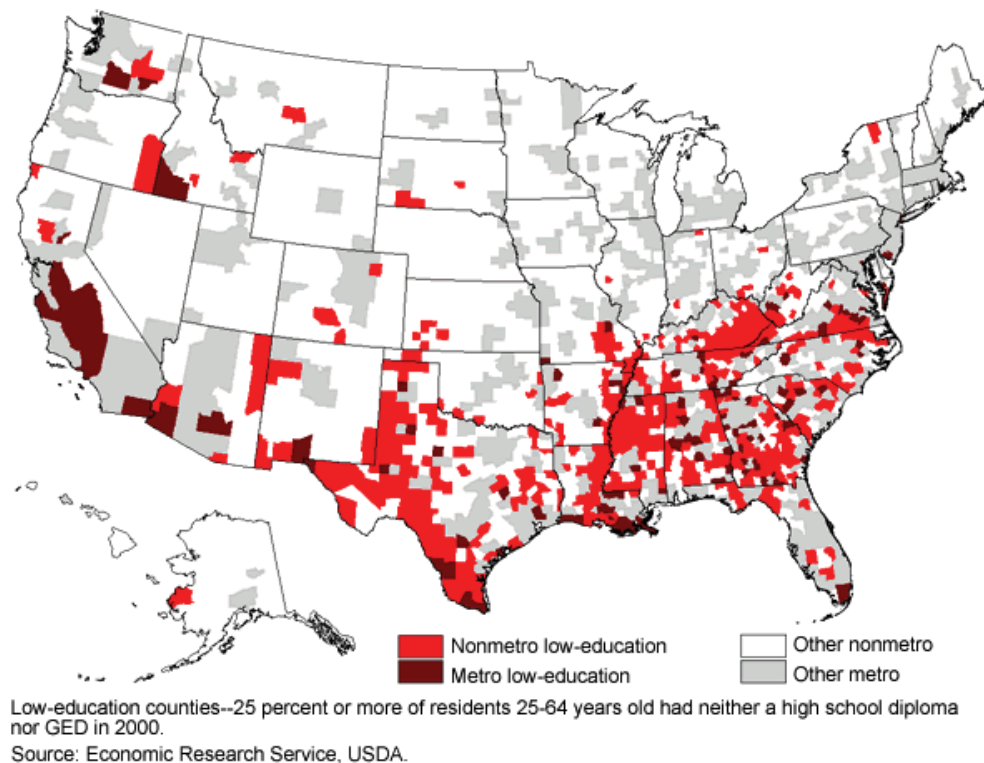 Nonmetro low-education
Metro low-education
Other nonmetro
Other metro
Low-education counties--25 percent or more of residents 25-64 years old had neither a high school diploma
nor GED in 2000.
Source: Economic Research Service, USDA.